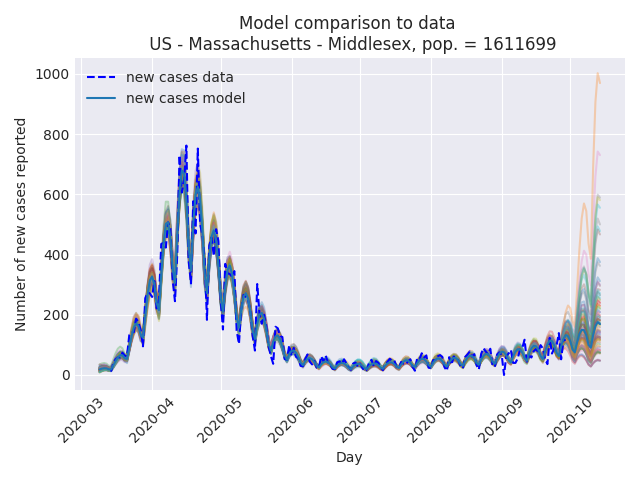 Model comparison to data
US - Massachusetts - Middlesex, pop. = 1611699
new cases data
new cases model
Number of new cases reported
1000
800
600
400
200
0
2020-03
2020-04
2020-05
2020-06
2020-07
2020-08
2020-09
2020-10
Day